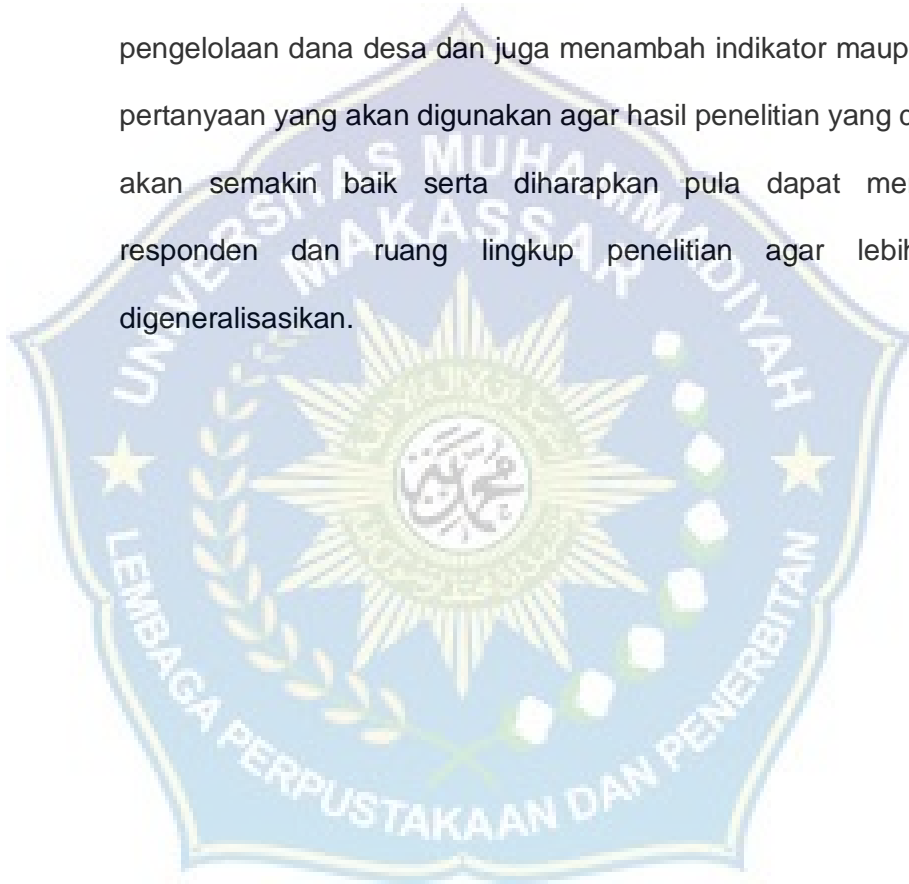 pengelolaan dana desa dan juga menambah indikator maup
pertanyaan yang akan digunakan agar hasil penelitian yang
akan semakin baik serta diharapkan pula dapat me
responden dan ruang lingkup penelitian agar lebih
digeneralisasikan.
UNIVERSITAS MUHAMMADIYAH
MAKASSAR
LEMBAGA PERPUSTAKAAN DAN PENERBITAN